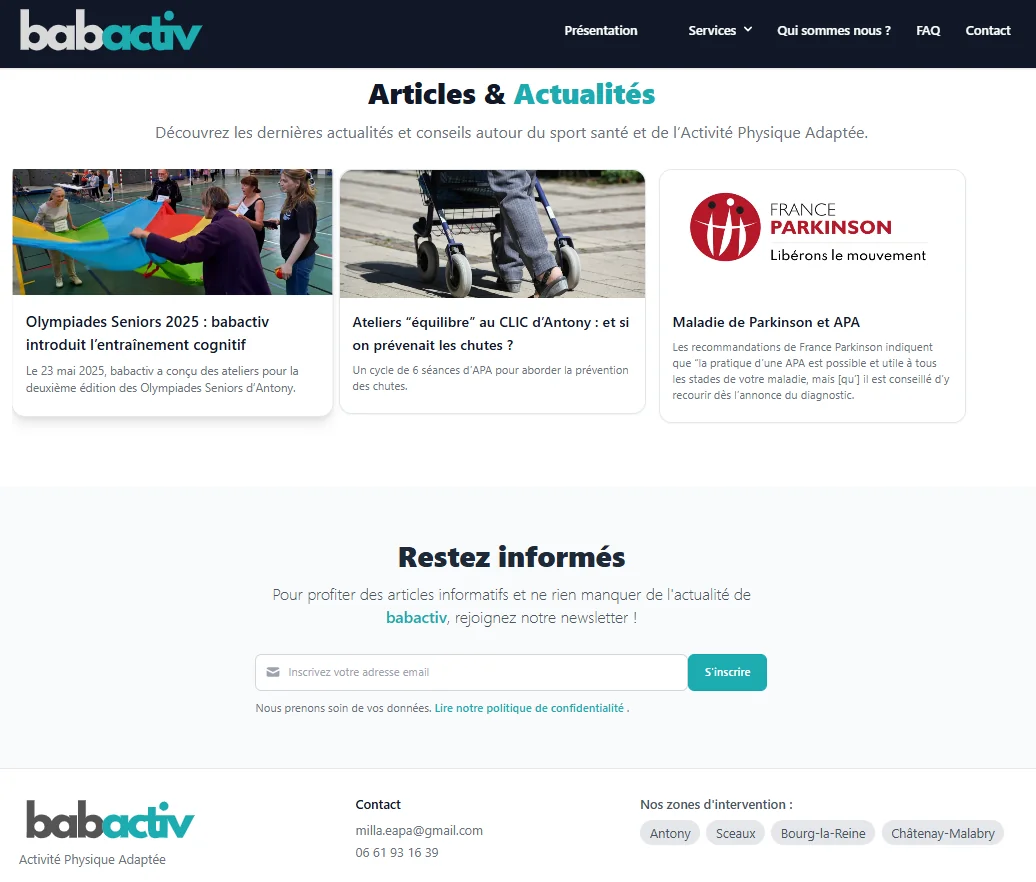 babactiv
Présentation Services Qui sommes nous ? FAQ Contact
Articles & Actualités
Découvrez les dernières actualités et conseils autour du sport santé et de l'Activité Physique Adaptée.
Olympiades Seniors 2025 : babactiv
introduit l'entraînement cognitif
Le 23 mai 2025, babactiv a conçu des ateliers pour la
deuxième édition des Olympiades Seniors d'Antony.
Ateliers “équilibre” au CLIC d'Antony : et si
on prévenait les chutes ?
Un cycle de 6 séances d'APA pour aborder la prévention
des chutes.
FRANCE
PARKINSON
Libérons le mouvement
Maladie de Parkinson et APA
Les recommandations de France Parkinson indiquent
que “la pratique d'une APA est possible et utile à tous
les stades de votre maladie, mais [qu'] il est conseillé d'y
recourir dès l'annonce du diagnostic.
Restez informés
Pour profiter des articles informatifs et ne rien manquer de l'actualité de
babactiv, rejoignez notre newsletter !
Inscrivez votre adresse email
S'inscrire
Nous prenons soin de vos données. Lire notre politique de confidentialité .
babactiv
Activité Physique Adaptée
Contact
milla.eapa@gmail.com
06 61 93 16 39
Nos zones d'intervention :
Antony Sceaux Bourg-la-Reine Châtenay-Malabry